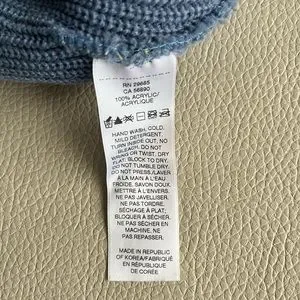 RN 29685
CA 56890
100% ACRYLIC/
ACRYLIQUE
HAND WASH, COLD.
MILD DETERGENT.
TURN INSIDE OUT; NO
BLEACH. DO NOT
WRING OR TWIST. DRY
FLAT. BLOCK TO DRY.
DO NOT TUMBLE DRY.
DO NOT PRESS./LAVER
À LA MAIN À L'EAU
FROIDE. SAVON DOUX.
METTRE À L'ENVERS.
NE PAS JAVELLISER.
NE PAS TORDRE.
SÉCHAGE À PLAT;
BLOQUER À SÉCHER.
NE PAS SÉCHER EN
MACHINE. NE PAS
REPASSER.
MADE IN REPUBLIC
OF KOREA/FABRIQUÉ
EN RÉPUBLIQUE
DE CORÉE